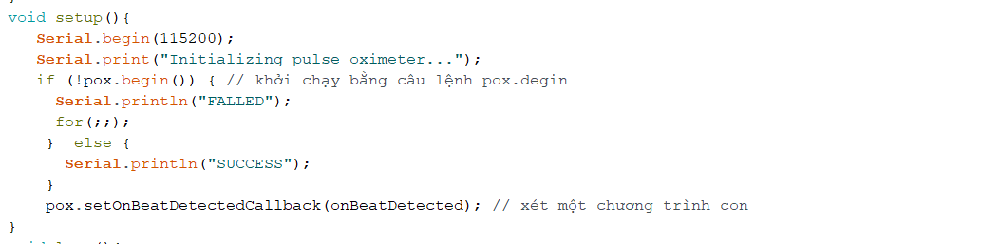 void setup(){
Serial.begin(115200);
Serial.print("Initializing pulse oximeter...");
if (!pox.begin()) { // khởi chạy bằng câu lệnh pox.degin
Serial.println("FALLED");
for(;;);
} else {
Serial.println("SUCCESS");
}
pox.setOnBeatDetectedCallback(onBeatDetected); // xét một chương trình con
}